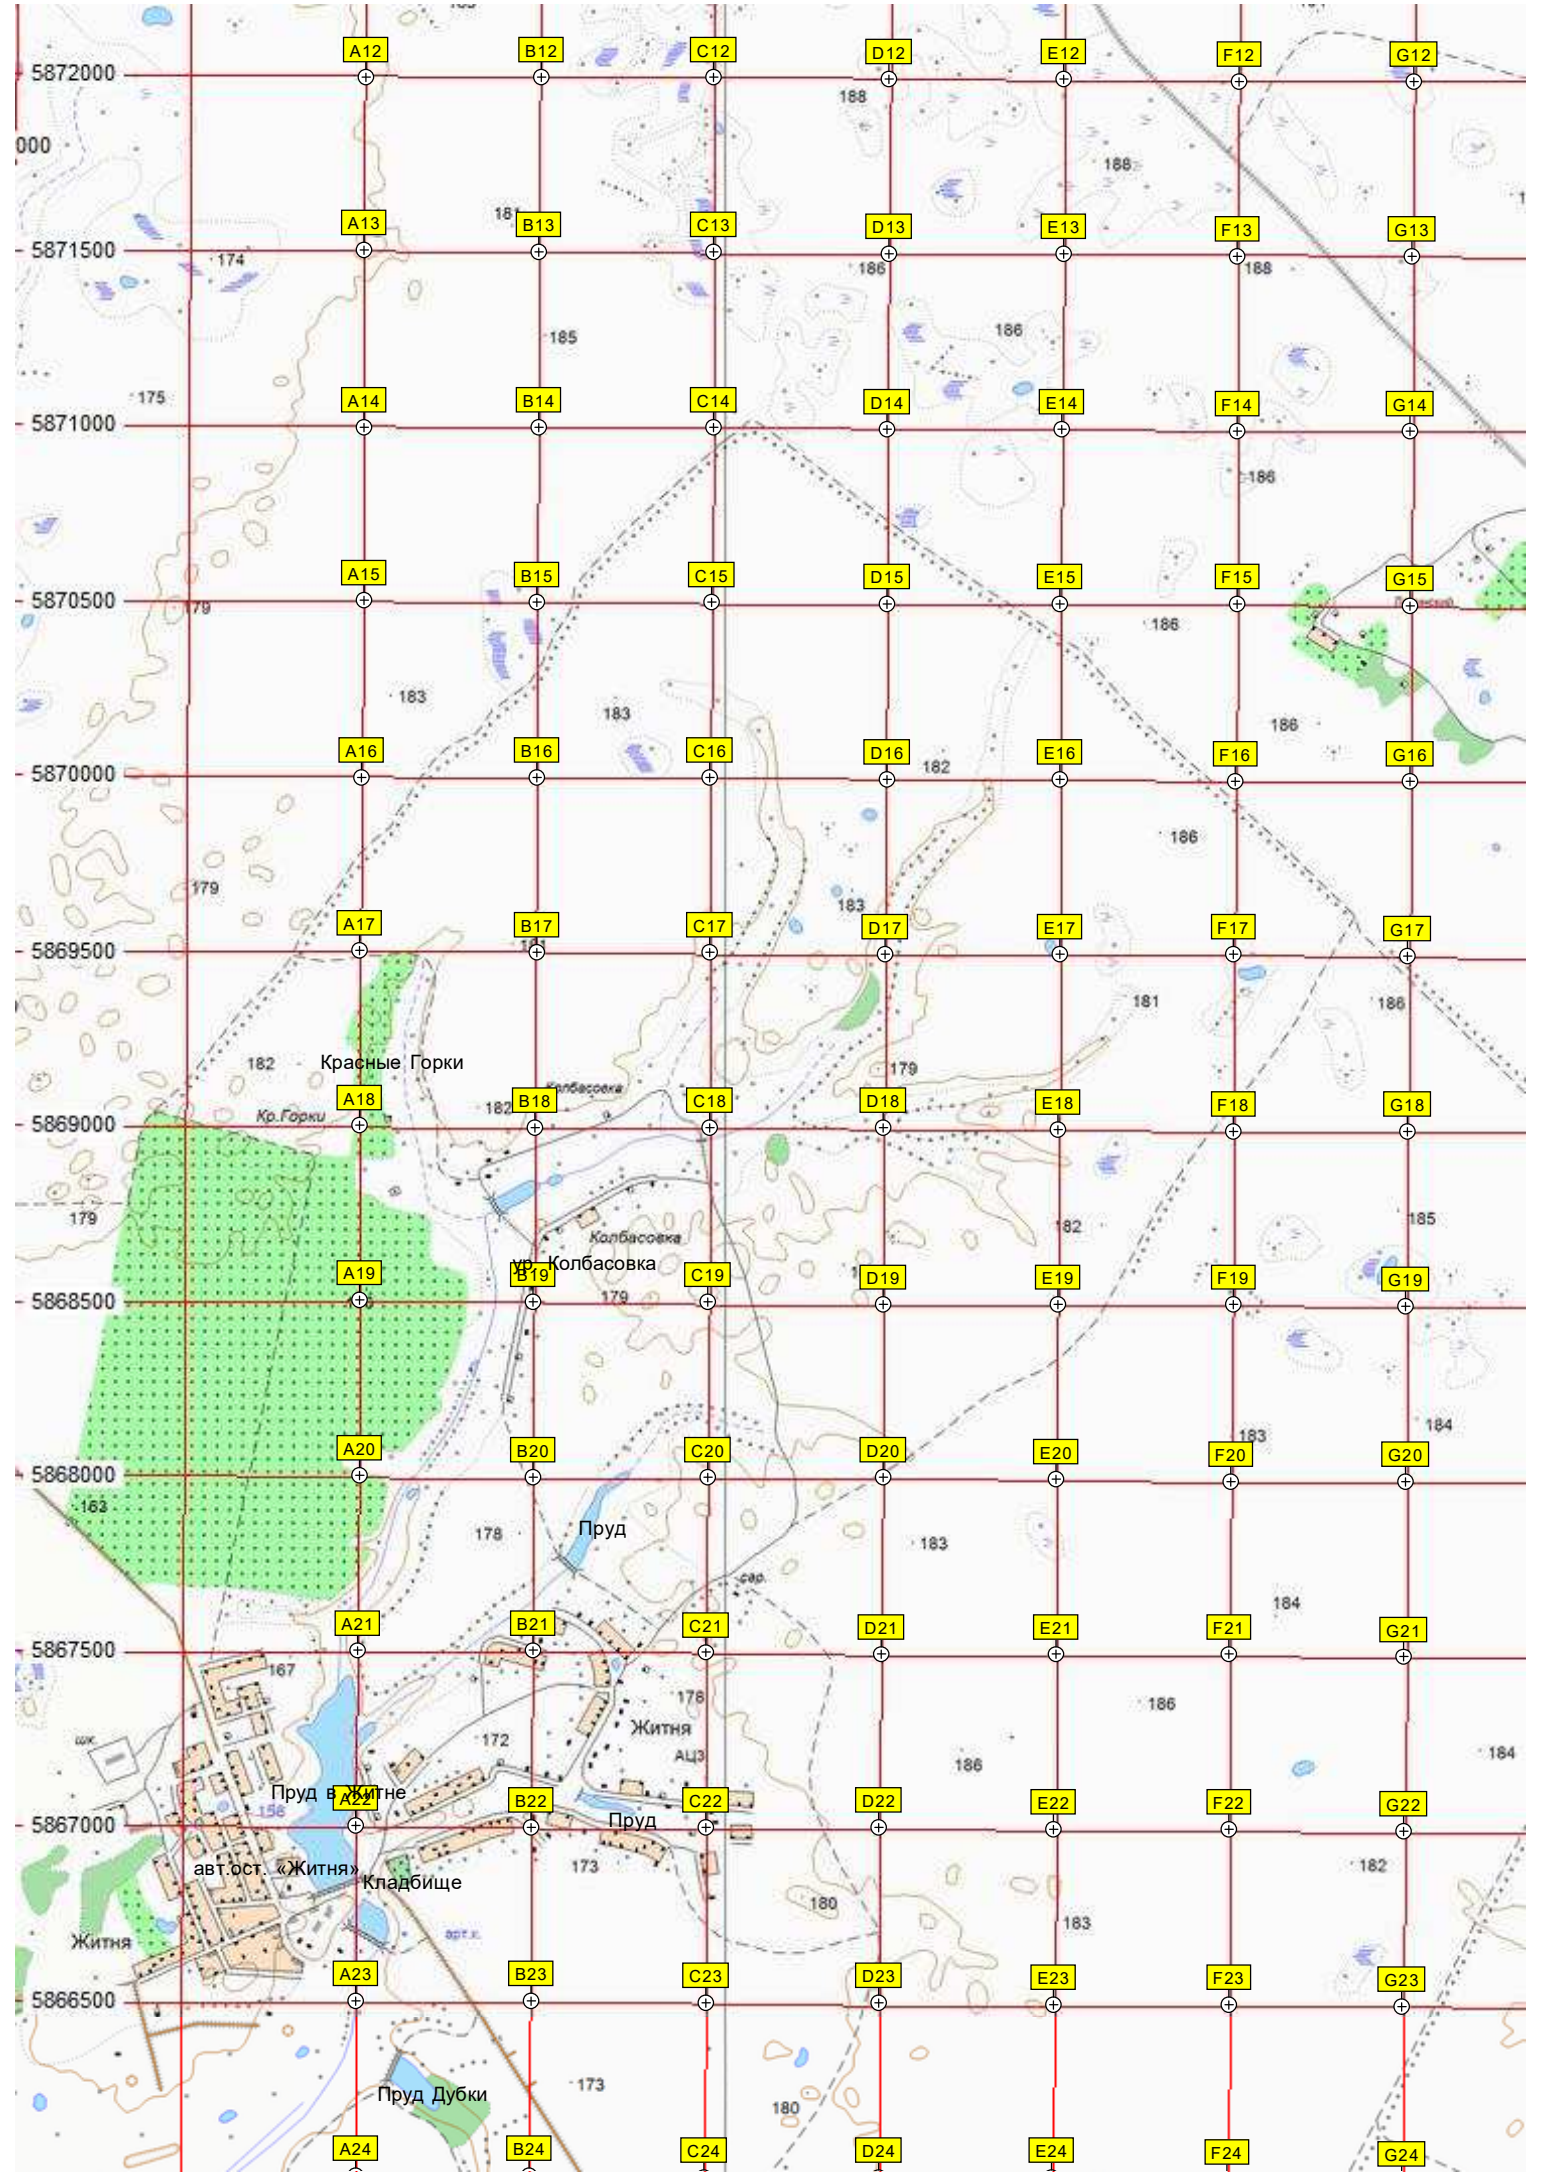 A12 B12 C12 D12 E12 F12 G12
5872000
188
000
188
A13 B13 C13 D13 E13 F13 G13
5871500
174 186 188
185 186
175
A14 B14 C14 D14 E14 F14 G14
5871000
186
A15 B15 C15 D15 E15 F15 G15
5870500
179 186
183 183 186
A16 B16 C16 D16 E16 F16 G16
5870000
182
186
179 183
A17 B17 C17 D17 E17 F17 G17
5869500
181 186
182 Красные Горки 179
Колбасовка
A18 B18 C18 D18 E18 F18 G18
182
Кр.Горки
5869000
179 182 185
Колбасовка
ур. Колбасовка
A19 B19 C19 D19 E19 F19 G19
5868500
179
184
183
A20 B20 C20 D20 E20 F20 G20
5868000
163
178 Пруд 183
сар.
184
A21 B21 C21 D21 E21 F21 G21
5867500
167
178 186
172 Житня
шк. АЦЗ 186 184
Пруд в Житне
A22 B22 C22 D22 E22 F22 G22
156 Пруд
5867000
авт.ост. «Житня» 173 182
Кладбище
180 183
Житня арт.к.
A23 B23 C23 D23 E23 F23 G23
5866500
Пруд Дубки 173
180
A24 B24 C24 D24 E24 F24 G24